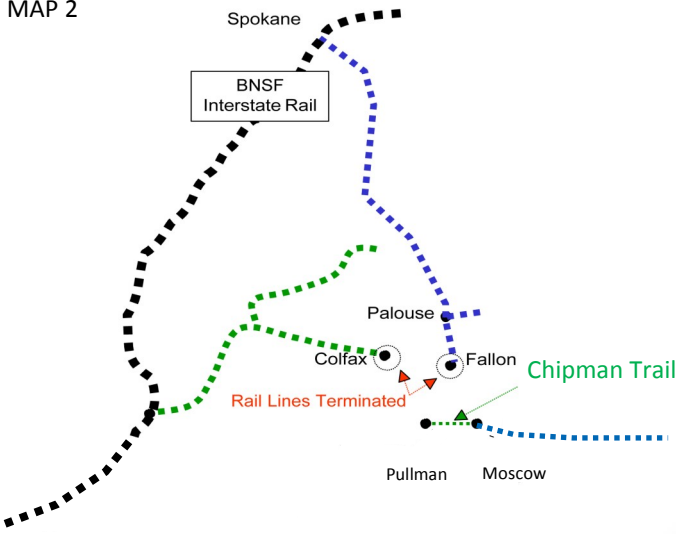 MAP 2
Spokane
BNSF
Interstate Rail
Palouse
Colfax
Fallon
Chipman Trail
Rail Lines Terminated
Pullman
Moscow